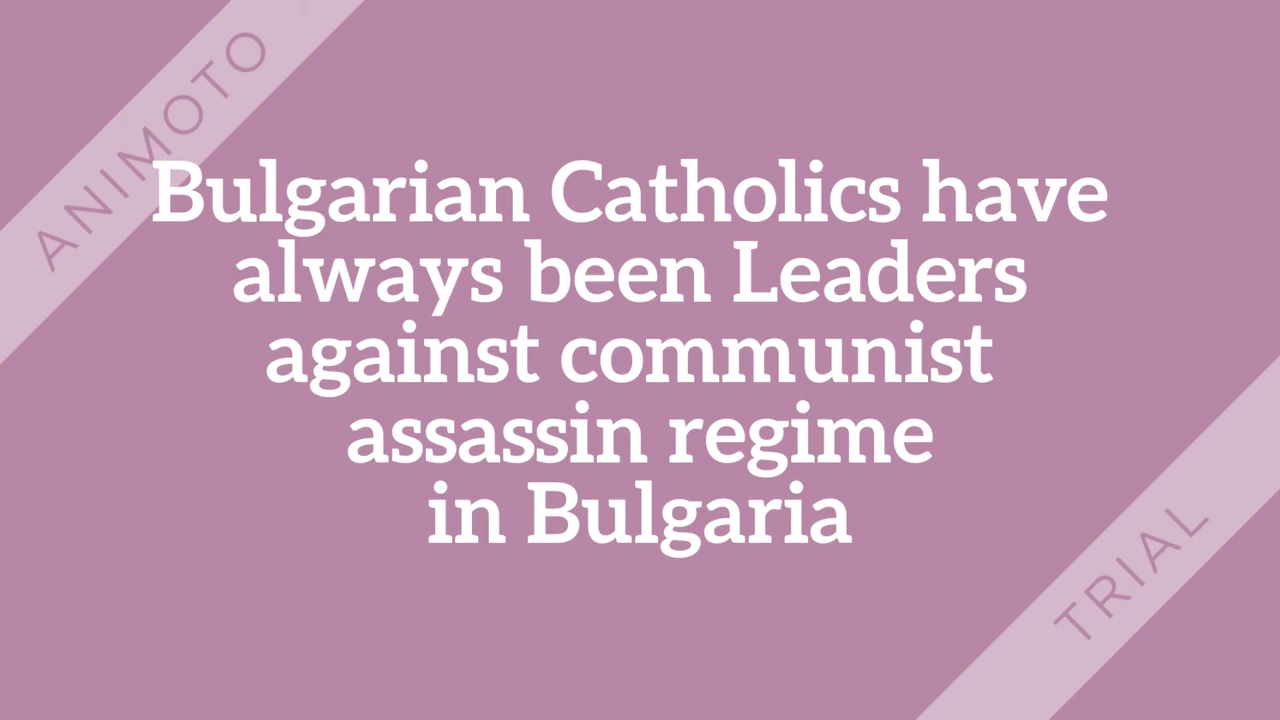 ANIMOTO
Bulgarian Catholics have
always been Leaders
against communist
assassin regime
in Bulgaria
TRIAL